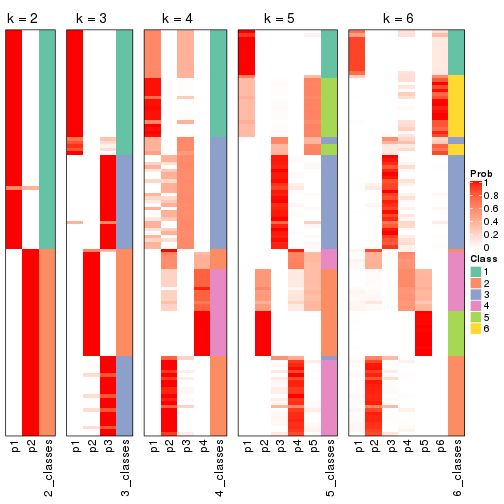 k = 2
k = 3
k = 4
k = 5
k = 6
p1
p2
2_classes
p1
p2
p3
3_classes
p1
p2
p3
p4
4_classes
p1
p2
p3
p4
p5
5_classes
p1
p2
p3
p4
p5
p6
6_classes
Prob
1
0.8
0.6
0.4
0.2
0
Class
1
2
3
4
5
6